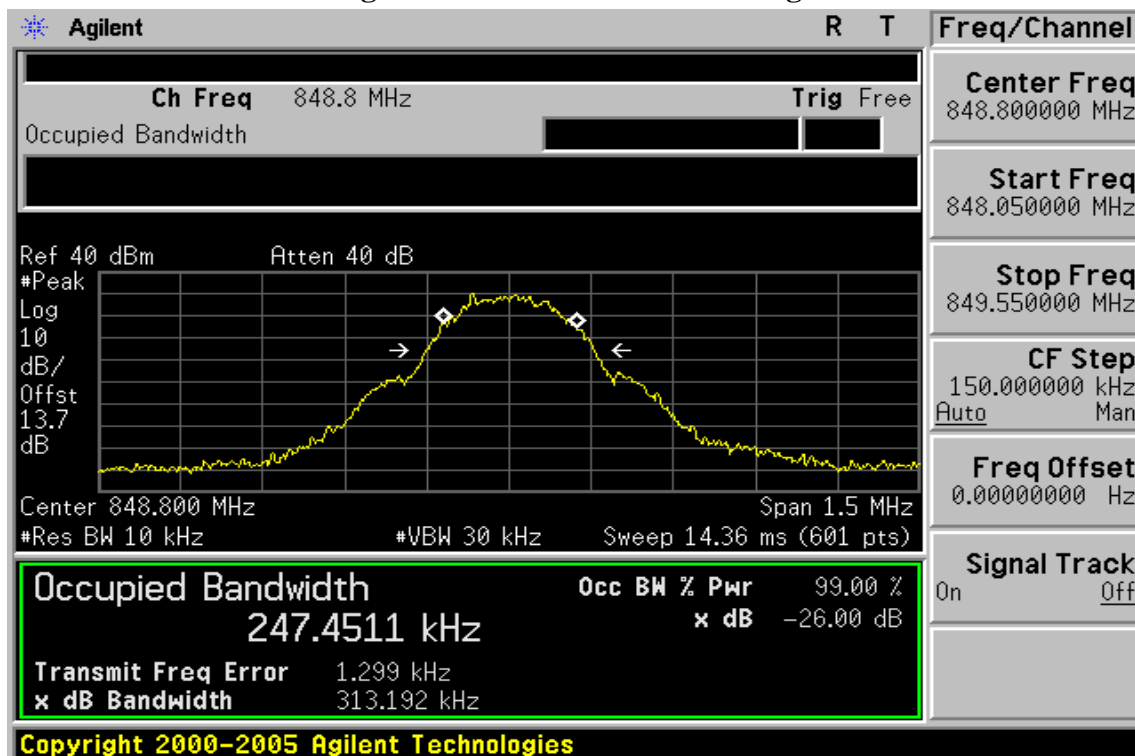 Agilent R T
Freq/Channel
Ch Freq 848.8 MHz Trig Free
Occupied Bandwidth
Center Freq
848.800000 MHz
Start Freq
848.050000 MHz
Stop Freq
849.550000 MHz
CF Step
150.000000 kHz
Auto Man
Freq Offset
0.00000000 Hz
Signal Track
On Off
Ref 40 dBm Atten 40 dB
#Peak
Log
10
dB/
Offst
13.7
dB
Center 848.800 MHz Span 1.5 MHz
#Res BW 10 kHz #VBW 30 kHz Sweep 14.36 ms (601 pts)
Occupied Bandwidth
247.4511 kHz
Occ BW % Pwr 99.00 %
x dB -26.00 dB
Transmit Freq Error 1.299 kHz
x dB Bandwidth 313.192 kHz
Copyright 2000-2005 Agilent Technologies